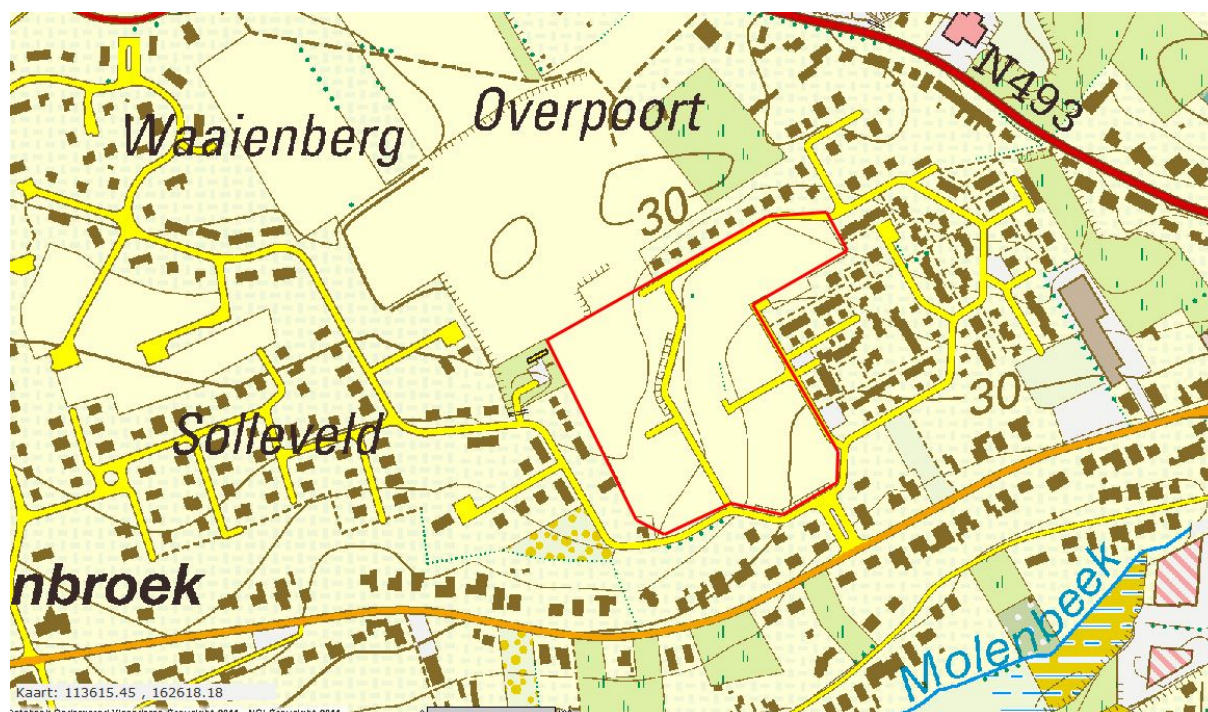 Overpoort
N493
Waaienberg
30
30
Solleveld
nbroek
Molenbeek
Kaart: 113615.45 , 162618.18